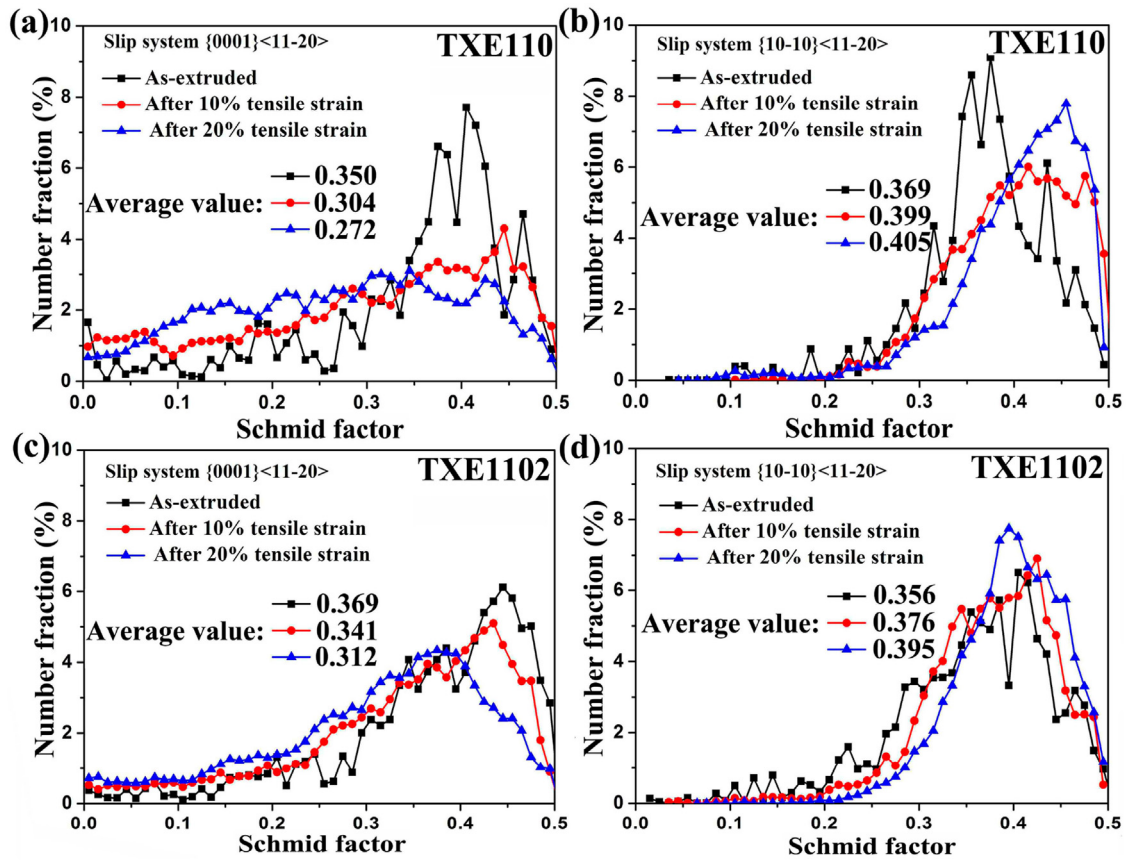 (a)
TXE110
Slip system {0001}<11-20>
As-extruded
After 10% tensile strain
After 20% tensile strain
Average value:
0.350
0.304
0.272
Number fraction (%)
10
8
6
4
2
0
0.0 0.1 0.2 0.3 0.4 0.5
Schmid factor
(b)
TXE110
Slip system {10-10}<11-20>
As-extruded
After 10% tensile strain
After 20% tensile strain
Average value:
0.369
0.399
0.405
Number fraction (%)
10
8
6
4
2
0
0.0 0.1 0.2 0.3 0.4 0.5
Schmid factor
(c)
TXE1102
Slip system {0001}<11-20>
As-extruded
After 10% tensile strain
After 20% tensile strain
Average value:
0.369
0.341
0.312
Number fraction (%)
10
8
6
4
2
0
0.0 0.1 0.2 0.3 0.4 0.5
Schmid factor
(d)
TXE1102
Slip system {10-10}<11-20>
As-extruded
After 10% tensile strain
After 20% tensile strain
Average value:
0.356
0.376
0.395
Number fraction (%)
10
8
6
4
2
0
0.0 0.1 0.2 0.3 0.4 0.5
Schmid factor